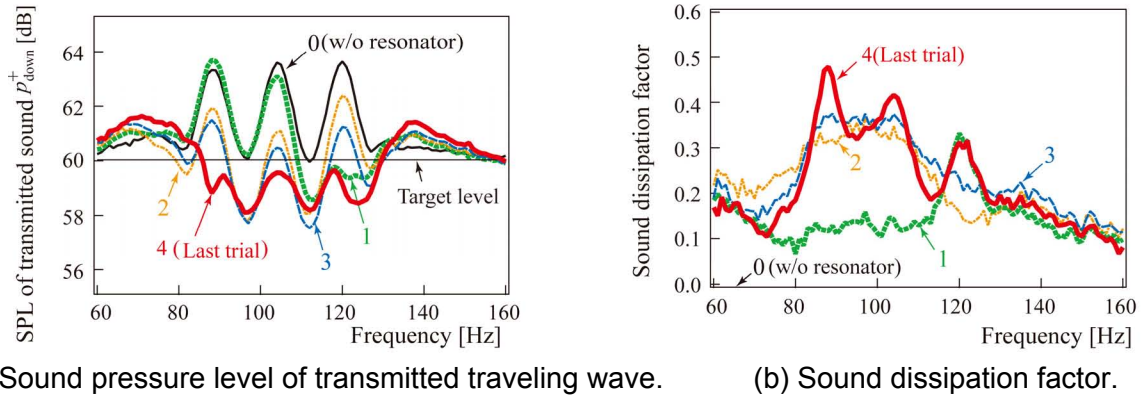 SPL of transmitted sound p⁺down [dB]
64
62
60
58
56
60 80 100 120 140 160
Frequency [Hz]
0 (w/o resonator)
Target level
2
4 (Last trial)
3
1
Sound pressure level of transmitted traveling wave.
Sound dissipation factor
0.6
0.5
0.4
0.3
0.2
0.1
0.0
60 80 100 120 140 160
Frequency [Hz]
4(Last trial)
2
3
1
0 (w/o resonator)
(b) Sound dissipation factor.